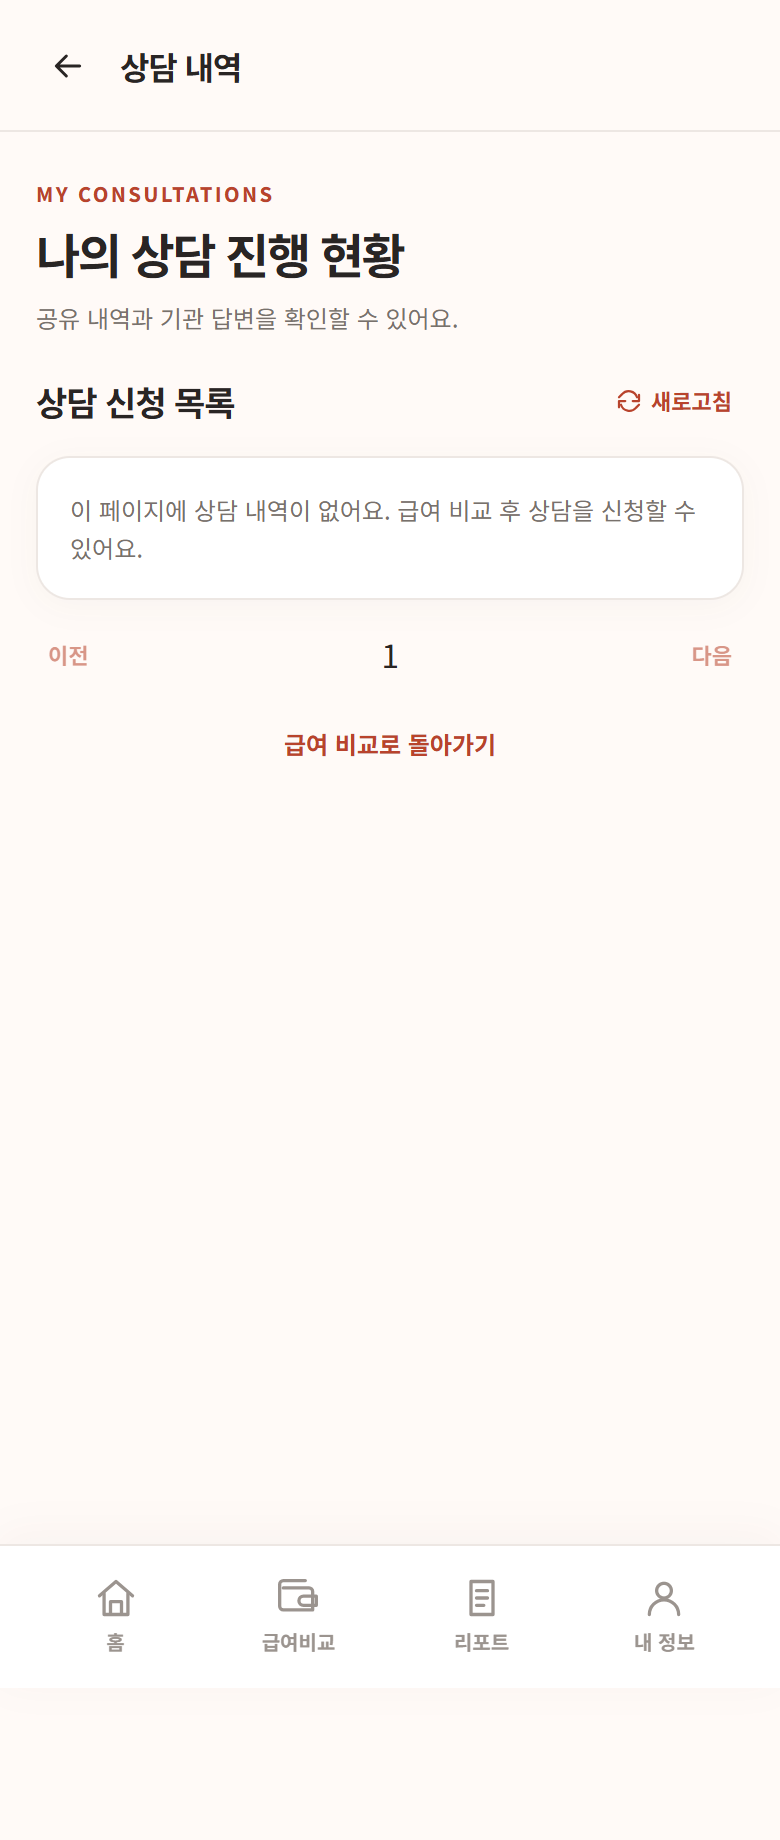 상담 내역
MY CONSULTATIONS
나의 상담 진행 현황
공유 내역과 기관 답변을 확인할 수 있어요.
상담 신청 목록
새로고침
이 페이지에 상담 내역이 없어요. 급여 비교 후 상담을 신청할 수
있어요.
이전
1
다음
급여 비교로 돌아가기
홈
급여비교
리포트
내 정보